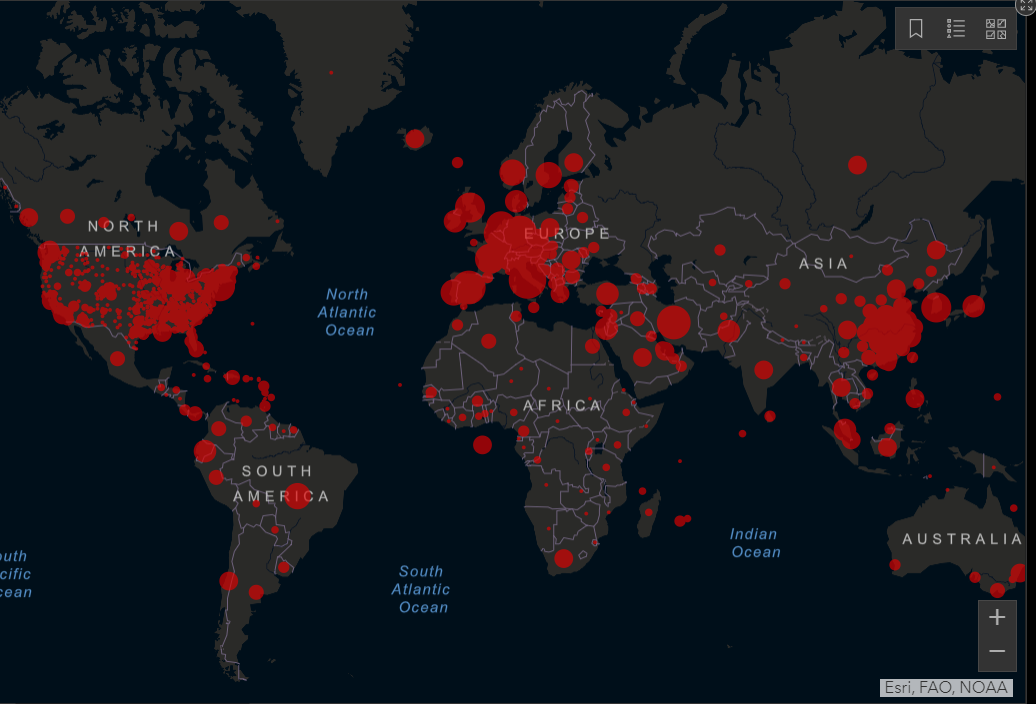 NORTH
AMERICA
EUROPE
ASIA
North
Atlantic
Ocean
AFRICA
SOUTH
AMERICA
Indian
Ocean
AUSTRALIA
outh
cific
cean
South
Atlantic
Ocean
Esri, FAO, NOAA